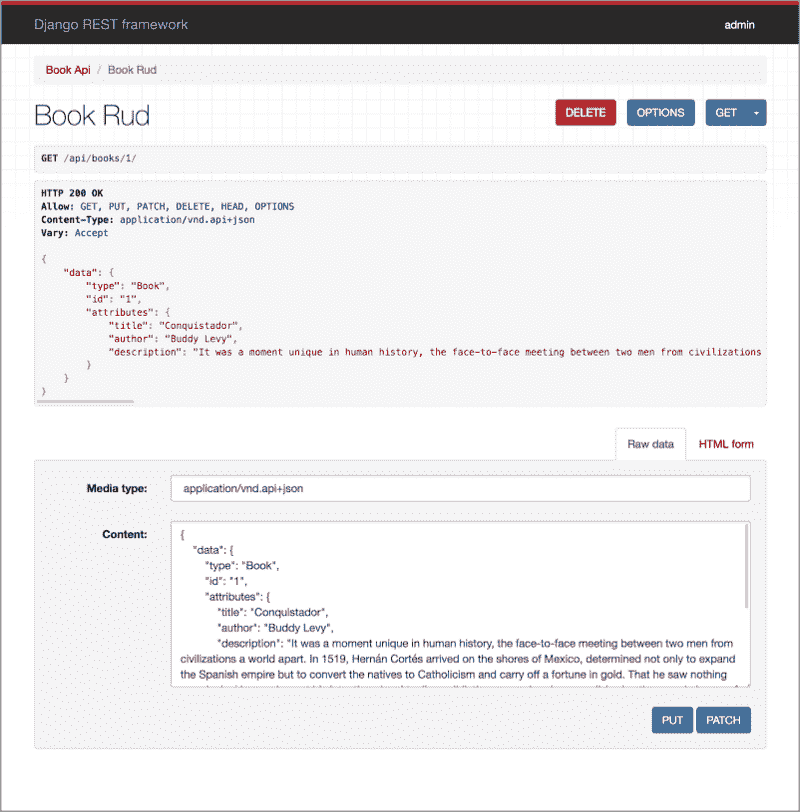 Django REST framework admin
Book Api / Book Rud
Book Rud DELETE OPTIONS GET
GET /api/books/1/
HTTP 200 OK
Allow: GET, PUT, PATCH, DELETE, HEAD, OPTIONS
Content-Type: application/vnd.api+json
Vary: Accept
{
"data": {
"type": "Book",
"id": "1",
"attributes": {
"title": "Conquistador",
"author": "Buddy Levy",
"description": "It was a moment unique in human history, the face-to-face meeting between two men from civilizations
}
}
}
Raw data HTML form
Media type: application/vnd.api+json
Content: {
"data": {
"type": "Book",
"id": "1",
"attributes": {
"title": "Conquistador",
"author": "Buddy Levy",
"description": "It was a moment unique in human history, the face-to-face meeting between two men from
civilizations a world apart. In 1519, Hernán Cortés arrived on the shores of Mexico, determined not only to expand
the Spanish empire but to convert the natives to Catholicism and carry off a fortune in gold. That he saw nothing
PUT PATCH